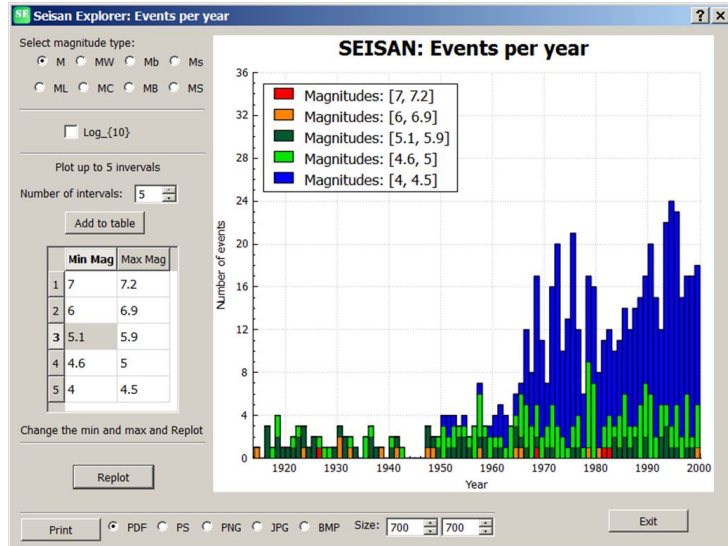 SE Seisan Explorer: Events per year
Select magnitude type:
M MW Mb Ms
ML MC MB MS
Log_{10}
Plot up to 5 invervals
Number of intervals: 5
Add to table
Min Mag Max Mag
1 7 7.2
2 6 6.9
3 5.1 5.9
4 4.6 5
5 4 4.5
Change the min and max and Replot
Replot
SEISAN: Events per year
Magnitudes: [7, 7.2]
Magnitudes: [6, 6.9]
Magnitudes: [5.1, 5.9]
Magnitudes: [4.6, 5]
Magnitudes: [4, 4.5]
Number of events
36
32
28
24
20
16
12
8
4
0
1920 1930 1940 1950 1960 1970 1980 1990 2000
Year
Print PDF PS PNG JPG BMP Size: 700 700
Exit